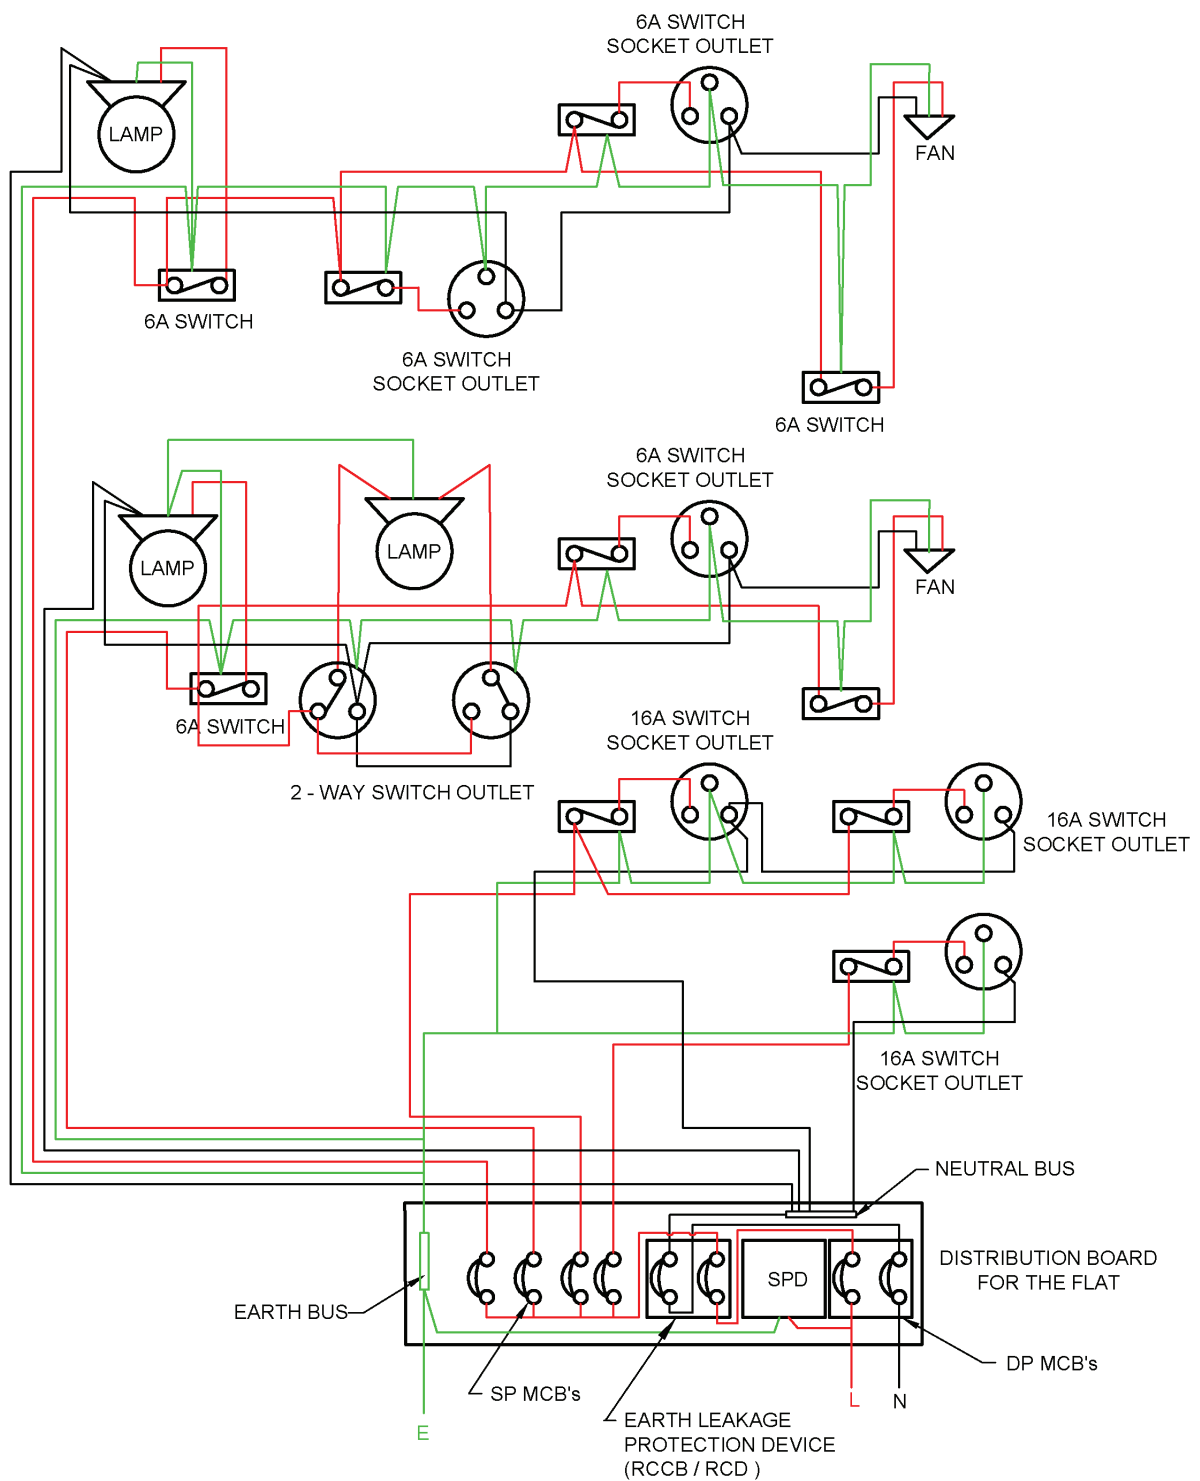 6A SWITCH
SOCKET OUTLET
LAMP
FAN
6A SWITCH
6A SWITCH
SOCKET OUTLET
6A SWITCH
6A SWITCH
SOCKET OUTLET
LAMP
LAMP
FAN
6A SWITCH
16A SWITCH
SOCKET OUTLET
2 - WAY SWITCH OUTLET
16A SWITCH
SOCKET OUTLET
16A SWITCH
SOCKET OUTLET
NEUTRAL BUS
DISTRIBUTION BOARD
FOR THE FLAT
SPD
EARTH BUS
DP MCB's
SP MCB's
L
N
E
EARTH LEAKAGE
PROTECTION DEVICE
(RCCB / RCD )